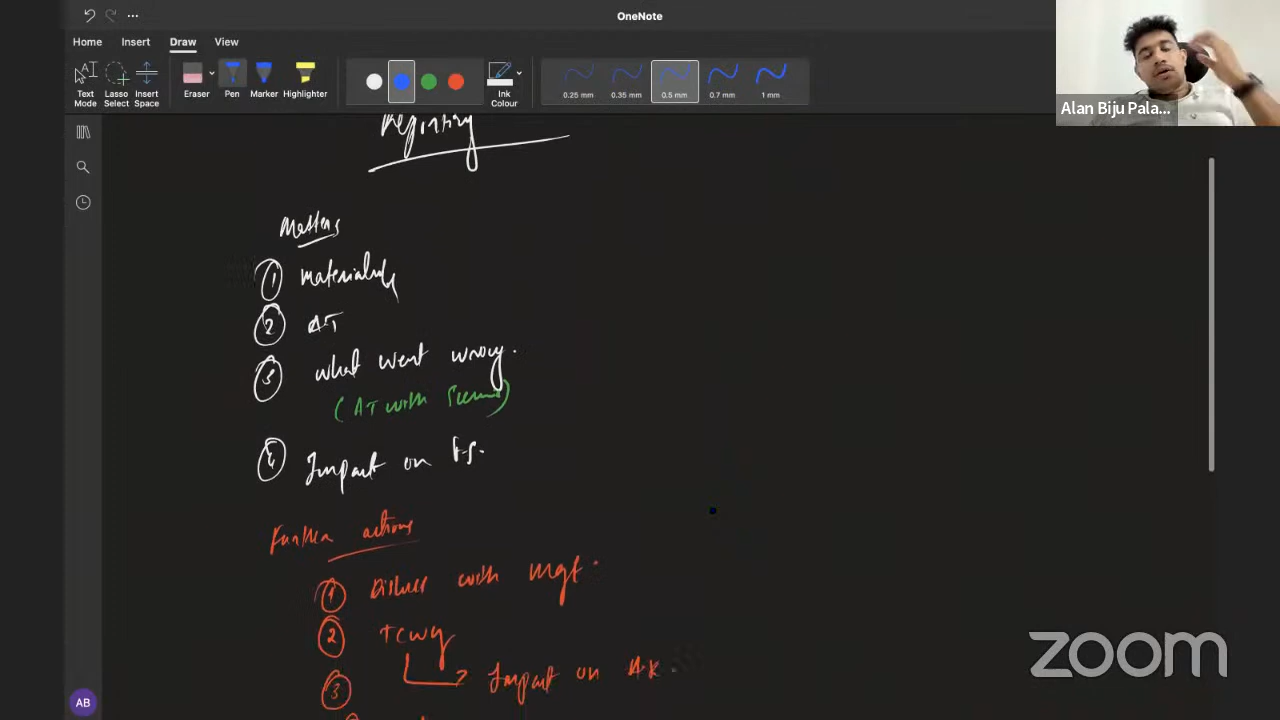 OneNote
Home Insert Draw View
Text Mode
Lasso Select
Insert Space
Eraser
Pen
Marker
Highlighter
Ink Colour
0.25 mm
0.35 mm
0.5 mm
0.7 mm
1 mm
Alan Biju Pala...
Reporting
Matters
1 Materiality
2 AT
3 What went wrong.
(AT with
4 Impact on F.S.
Further actions
1 Discuss with mgt.
2 TCWG
Impact on AR.
3
AB
zoom